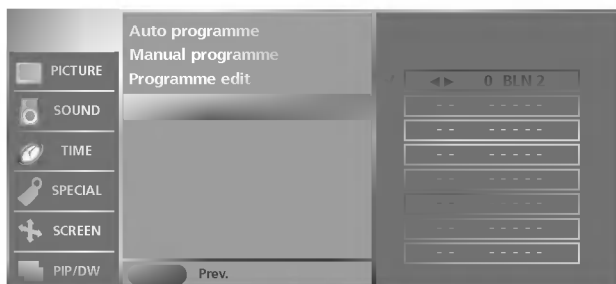 Auto programme
Manual programme
Programme edit
PICTURE
SOUND
TIME
SPECIAL
SCREEN
PIP/DW
Prev.
0 BLN 2
-- -----
-- -----
-- -----
-- -----
-- -----
-- -----
-- -----